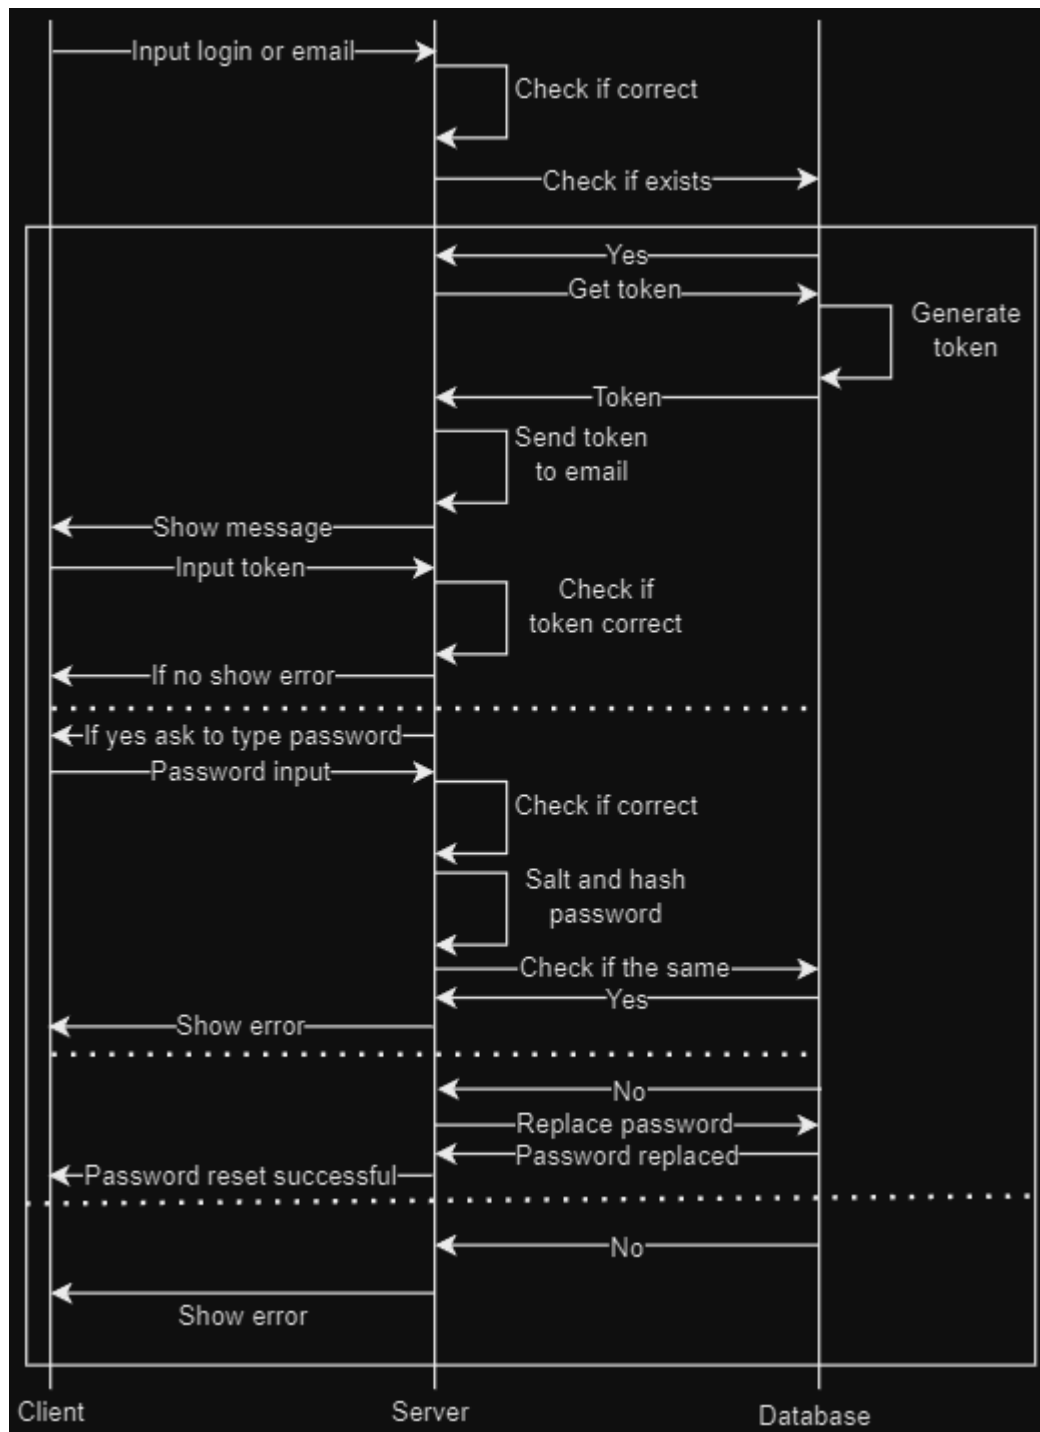 Input login or email
Check if correct
Check if exists
Yes
Get token
Generate
token
Token
Send token
to email
Show message
Input token
Check if
token correct
If no show error
If yes ask to type password
Password input
Check if correct
Salt and hash
password
Check if the same
Yes
Show error
No
Replace password
Password replaced
Password reset successful
No
Show error
Client
Server
Database